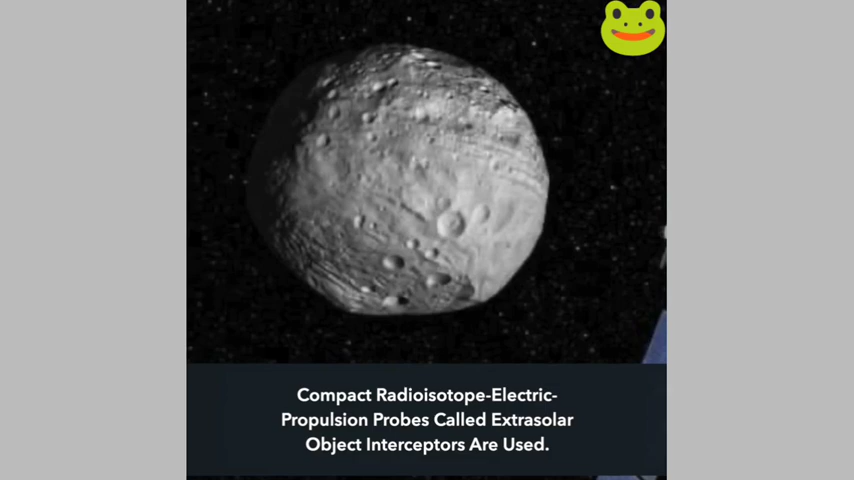 Compact Radioisotope-Electric-
Propulsion Probes Called Extrasolar
Object Interceptors Are Used.